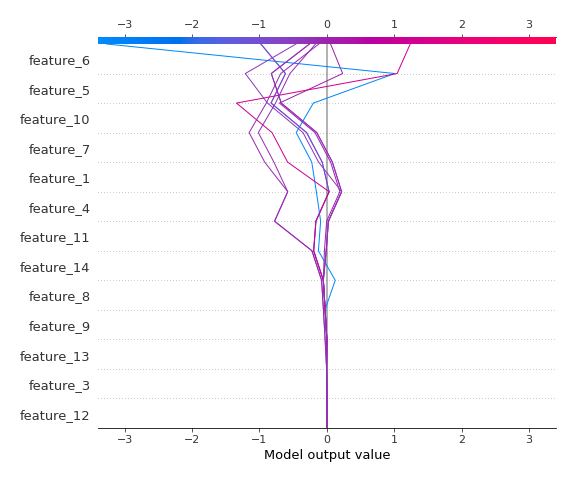 −3 −2 −1 0 1 2 3
feature_6
feature_5
feature_10
feature_7
feature_1
feature_4
feature_11
feature_14
feature_8
feature_9
feature_13
feature_3
feature_12
−3 −2 −1 0 1 2 3
Model output value